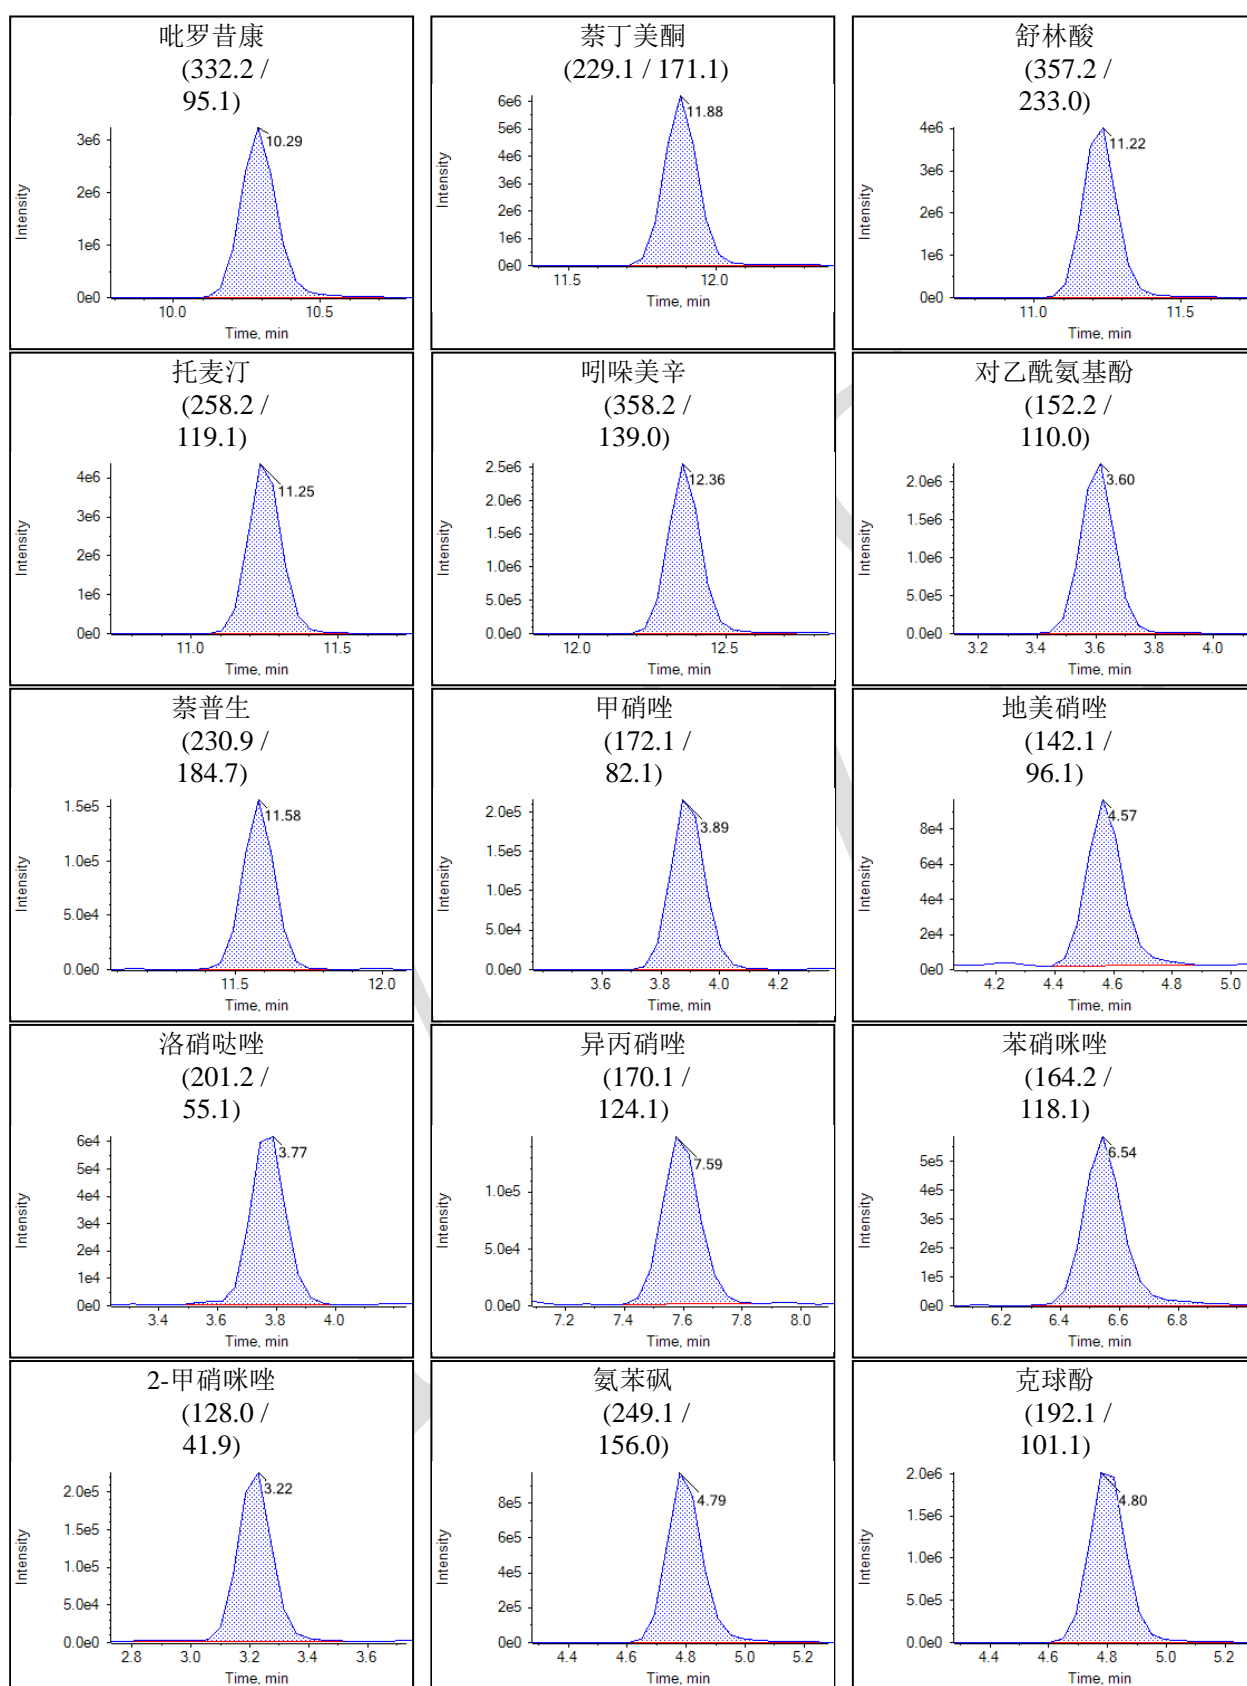 吡罗昔康
(332.2 /
95.1)
3e6
2e6
1e6
0e0
Intensity
10.29
10.0
10.5
Time, min
萘丁美酮
(229.1 / 171.1)
6e6
5e6
4e6
3e6
2e6
1e6
0e0
Intensity
11.88
11.5
12.0
Time, min
舒林酸
(357.2 /
233.0)
4e6
3e6
2e6
1e6
0e0
Intensity
11.22
11.0
11.5
Time, min
托麦汀
(258.2 /
119.1)
4e6
3e6
2e6
1e6
0e0
Intensity
11.25
11.0
11.5
Time, min
吲哚美辛
(358.2 /
139.0)
2.5e6
2.0e6
1.5e6
1.0e6
5.0e5
0.0e0
Intensity
12.36
12.0
12.5
Time, min
对乙酰氨基酚
(152.2 /
110.0)
2.0e6
1.5e6
1.0e6
5.0e5
0.0e0
Intensity
3.60
3.2
3.4
3.6
3.8
4.0
Time, min
萘普生
(230.9 /
184.7)
1.5e5
1.0e5
5.0e4
0.0e0
Intensity
11.58
11.5
12.0
Time, min
甲硝唑
(172.1 /
82.1)
2.0e5
1.5e5
1.0e5
5.0e4
0.0e0
Intensity
3.89
3.6
3.8
4.0
4.2
Time, min
地美硝唑
(142.1 /
96.1)
8e4
6e4
4e4
2e4
0e0
Intensity
4.57
4.2
4.4
4.6
4.8
5.0
Time, min
洛硝哒唑
(201.2 /
55.1)
6e4
5e4
4e4
3e4
2e4
1e4
0e0
Intensity
3.77
3.4
3.6
3.8
4.0
Time, min
异丙硝唑
(170.1 /
124.1)
1.0e5
5.0e4
0.0e0
Intensity
7.59
7.2
7.4
7.6
7.8
8.0
Time, min
苯硝咪唑
(164.2 /
118.1)
5e5
4e5
3e5
2e5
1e5
0e0
Intensity
6.54
6.2
6.4
6.6
6.8
Time, min
2-甲硝咪唑
(128.0 /
41.9)
2.0e5
1.5e5
1.0e5
5.0e4
0.0e0
Intensity
3.22
2.8
3.0
3.2
3.4
3.6
Time, min
氨苯砜
(249.1 /
156.0)
8e5
6e5
4e5
2e5
0e0
Intensity
4.79
4.4
4.6
4.8
5.0
5.2
Time, min
克球酚
(192.1 /
101.1)
2.0e6
1.5e6
1.0e6
5.0e5
0.0e0
Intensity
4.80
4.4
4.6
4.8
5.0
5.2
Time, min